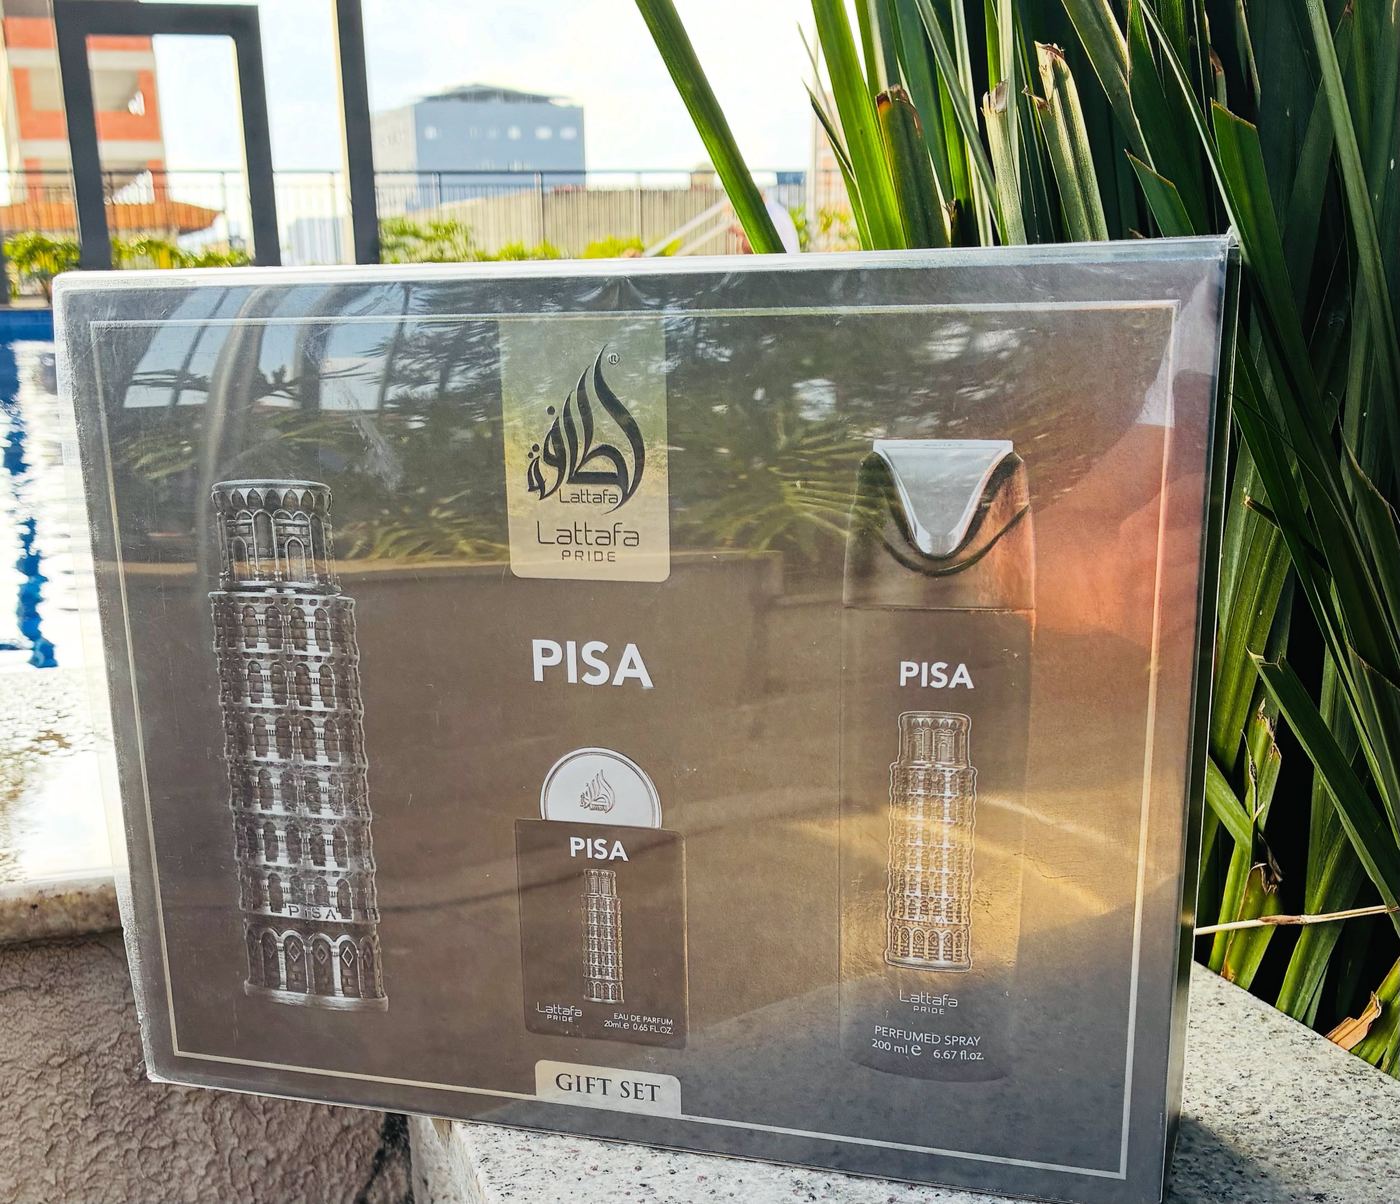 لطافة
®
Lattafa
Lattafa
PRIDE
PISA
PISA
PISA
Lattafa
PRIDE
EAU DE PARFUM
20ml.e 0.65 FL.OZ.
PISA
Lattafa
PRIDE
PERFUMED SPRAY
200 ml e 6.67 fl.oz.
GIFT SET